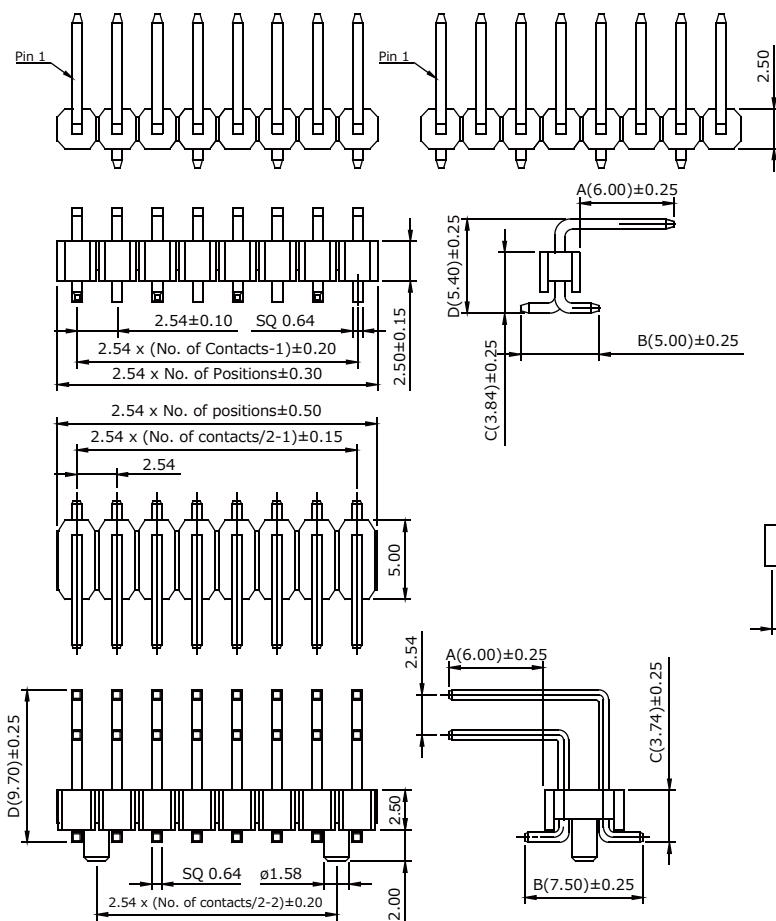 Pin 1
Pin 1
2.50
A(6.00)±0.25
D(5.40)±0.25
2.54±0.10
SQ 0.64
2.50±0.15
2.54 x (No. of Contacts-1)±0.20
2.54 x No. of Positions±0.30
B(5.00)±0.25
C(3.84)±0.25
2.54 x No. of positions±0.50
2.54 x (No. of contacts/2-1)±0.15
2.54
5.00
2.54
A(6.00)±0.25
C(3.74)±0.25
D(9.70)±0.25
2.50
SQ 0.64
ø1.58
2.00
2.54 x (No. of contacts/2-2)±0.20
B(7.50)±0.25